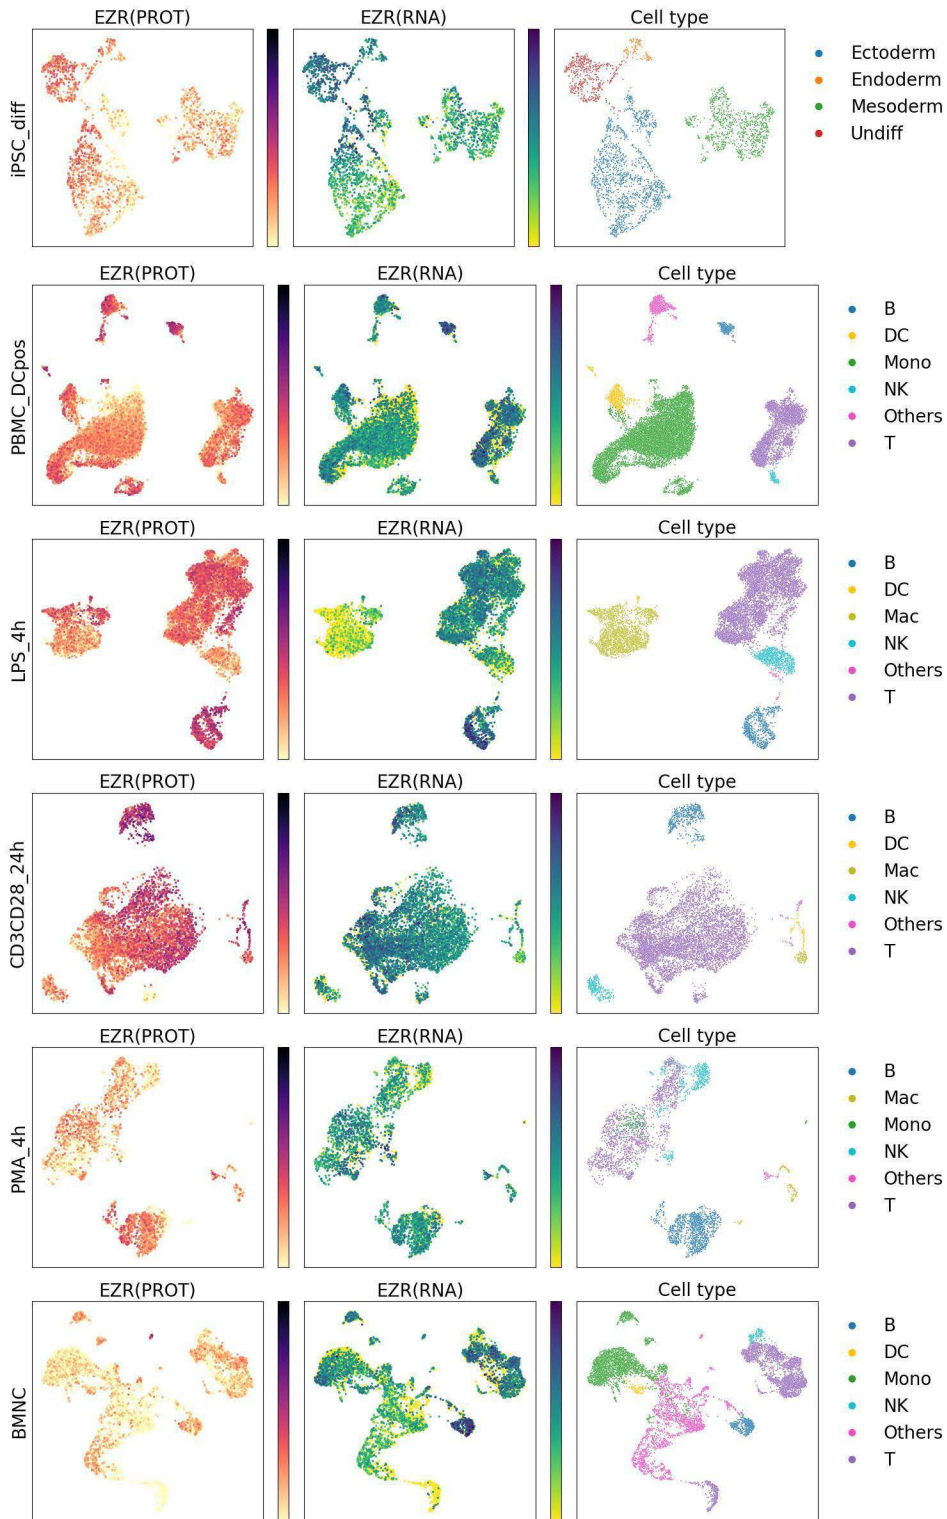 EZR(PROT) EZR(RNA) Cell type
iPSC_diff
Ectoderm
Endoderm
Mesoderm
Undiff
EZR(PROT) EZR(RNA) Cell type
PBMC_DCpos
B
DC
Mono
NK
Others
T
EZR(PROT) EZR(RNA) Cell type
LPS_4h
B
DC
Mac
NK
Others
T
EZR(PROT) EZR(RNA) Cell type
CD3CD28_24h
B
DC
Mac
NK
Others
T
EZR(PROT) EZR(RNA) Cell type
PMA_4h
B
Mac
Mono
NK
Others
T
EZR(PROT) EZR(RNA) Cell type
BMNC
B
DC
Mono
NK
Others
T